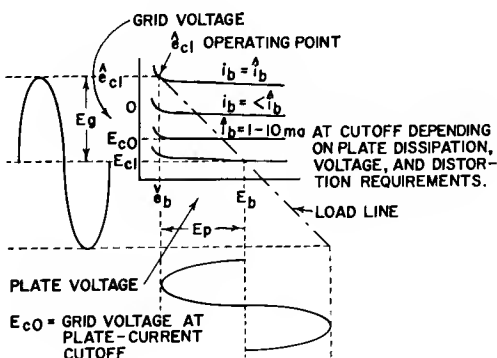 GRID VOLTAGE
ê_c1 OPERATING POINT
ê_c1
i_b = î_b
O
i_b = <î_b
Eg
E_cO
î_b = 1-10 ma AT CUTOFF DEPENDING
ON PLATE DISSIPATION,
VOLTAGE, AND DISTOR-
TION REQUIREMENTS.
E_c1
ě_b
E_b
LOAD LINE
Ep
PLATE VOLTAGE
E_cO = GRID VOLTAGE AT
PLATE-CURRENT
CUTOFF